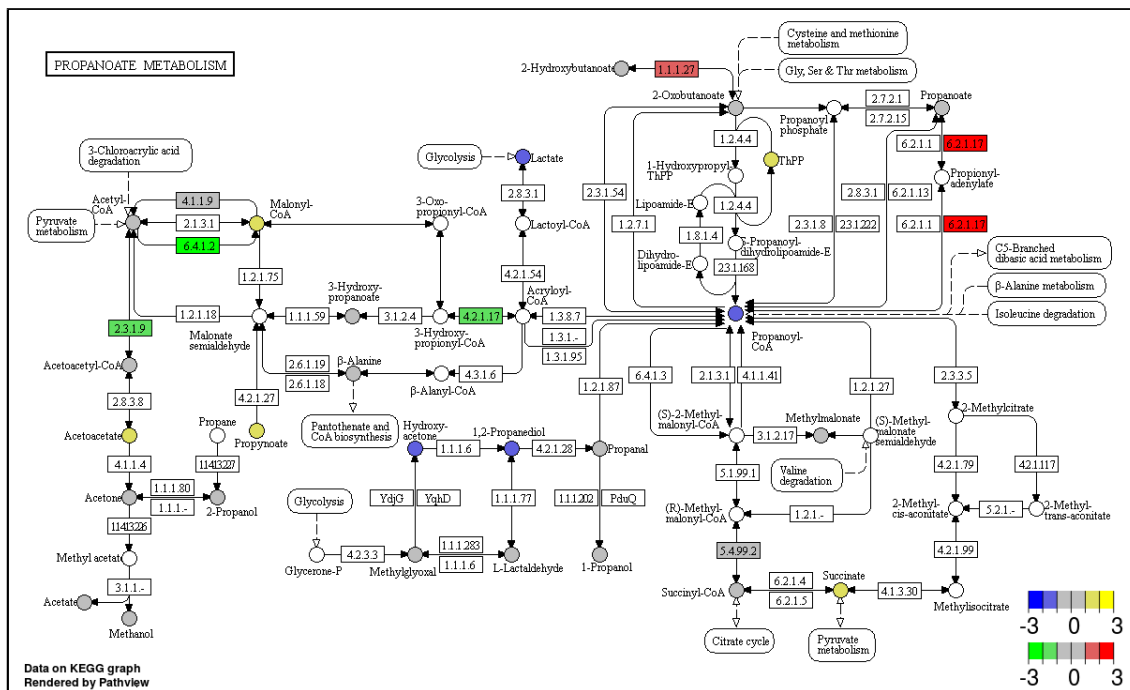 PROPANOATE METABOLISM
Cysteine and methionine
metabolism
2-Hydroxybutanoate
1.1.1.27
Gly, Ser & Thr metabolism
2-Oxobutanoate
Propanoyl
phosphate
2.7.2.1
2.7.2.15
Propanoate
3-Chloroacrylic acid
degradation
Glycolysis
Lactate
1.2.4.4
ThPP
1-Hydroxypropyl-
ThPP
6.2.1.1
6.2.1.17
Propionyl-
adenylate
Acetyl-
CoA
4.1.1.9
Malonyl-
CoA
2.8.3.1
2.3.1.54
Lipoamide-E
1.2.4.4
2.8.3.1
6.2.1.13
Pyruvate
metabolism
2.1.3.1
3-Oxo-
propionyl-CoA
Lactoyl-CoA
1.2.7.1
1.8.1.4
2.3.1.8
2.3.1.222
6.2.1.1
6.2.1.17
6.4.1.2
5-Propanoyl-
dihydrolipoamide-E
Dihydro-
lipoamide-E
2.3.1.168
C5-Branched
dibasic acid metabolism
1.2.1.75
4.2.1.54
β-Alanine metabolism
3-Hydroxy-
propanoate
Acryloyl-
CoA
Isoleucine degradation
2.3.1.9
1.2.1.18
1.1.1.59
3.1.2.4
4.2.1.17
1.3.8.7
Malonate
semialdehyde
3-Hydroxy-
propionyl-CoA
1.3.1.-
1.3.1.95
Propanoyl-
CoA
Acetoacetyl-CoA
2.6.1.19
2.6.1.18
β-Alanine
4.3.1.6
β-Alanyl-CoA
6.4.1.3
2.1.3.1
4.1.1.41
1.2.1.27
2.3.3.5
1.2.1.87
2.8.3.8
4.2.1.27
Propane
Pantothenate and
CoA biosynthesis
Acetoacetate
Propynoate
Hydroxy-
acetone
1,2-Propanediol
(S)-2-Methyl-
malonyl-CoA
Methylmalonate
(S)-Methyl-
malonate
semialdehyde
2-Methylcitrate
1.1.1.6
4.2.1.28
Propanal
3.1.2.17
4.1.1.4
1.14.13.227
Valine
degradation
5.1.99.1
4.2.1.79
4.2.1.117
Acetone
1.1.1.80
1.1.1.-
2-Propanol
Glycolysis
YdjG
YqhD
1.1.1.77
1.1.1.202
PduQ
(R)-Methyl-
malonyl-CoA
1.2.1.-
2-Methyl-
cis-aconitate
5.2.1.-
2-Methyl-
trans-aconitate
1.14.13.226
Methyl acetate
4.2.3.3
1.1.1.283
1.1.1.6
Glycerone-P
Methylglyoxal
L-Lactaldehyde
1-Propanol
5.4.99.2
4.2.1.99
3.1.1.-
Acetate
Methanol
Succinyl-CoA
6.2.1.4
6.2.1.5
Succinate
4.1.3.30
Methylisocitrate
Citrate cycle
Pyruvate
metabolism
-3 0 3
-3 0 3
Data on KEGG graph
Rendered by Pathview